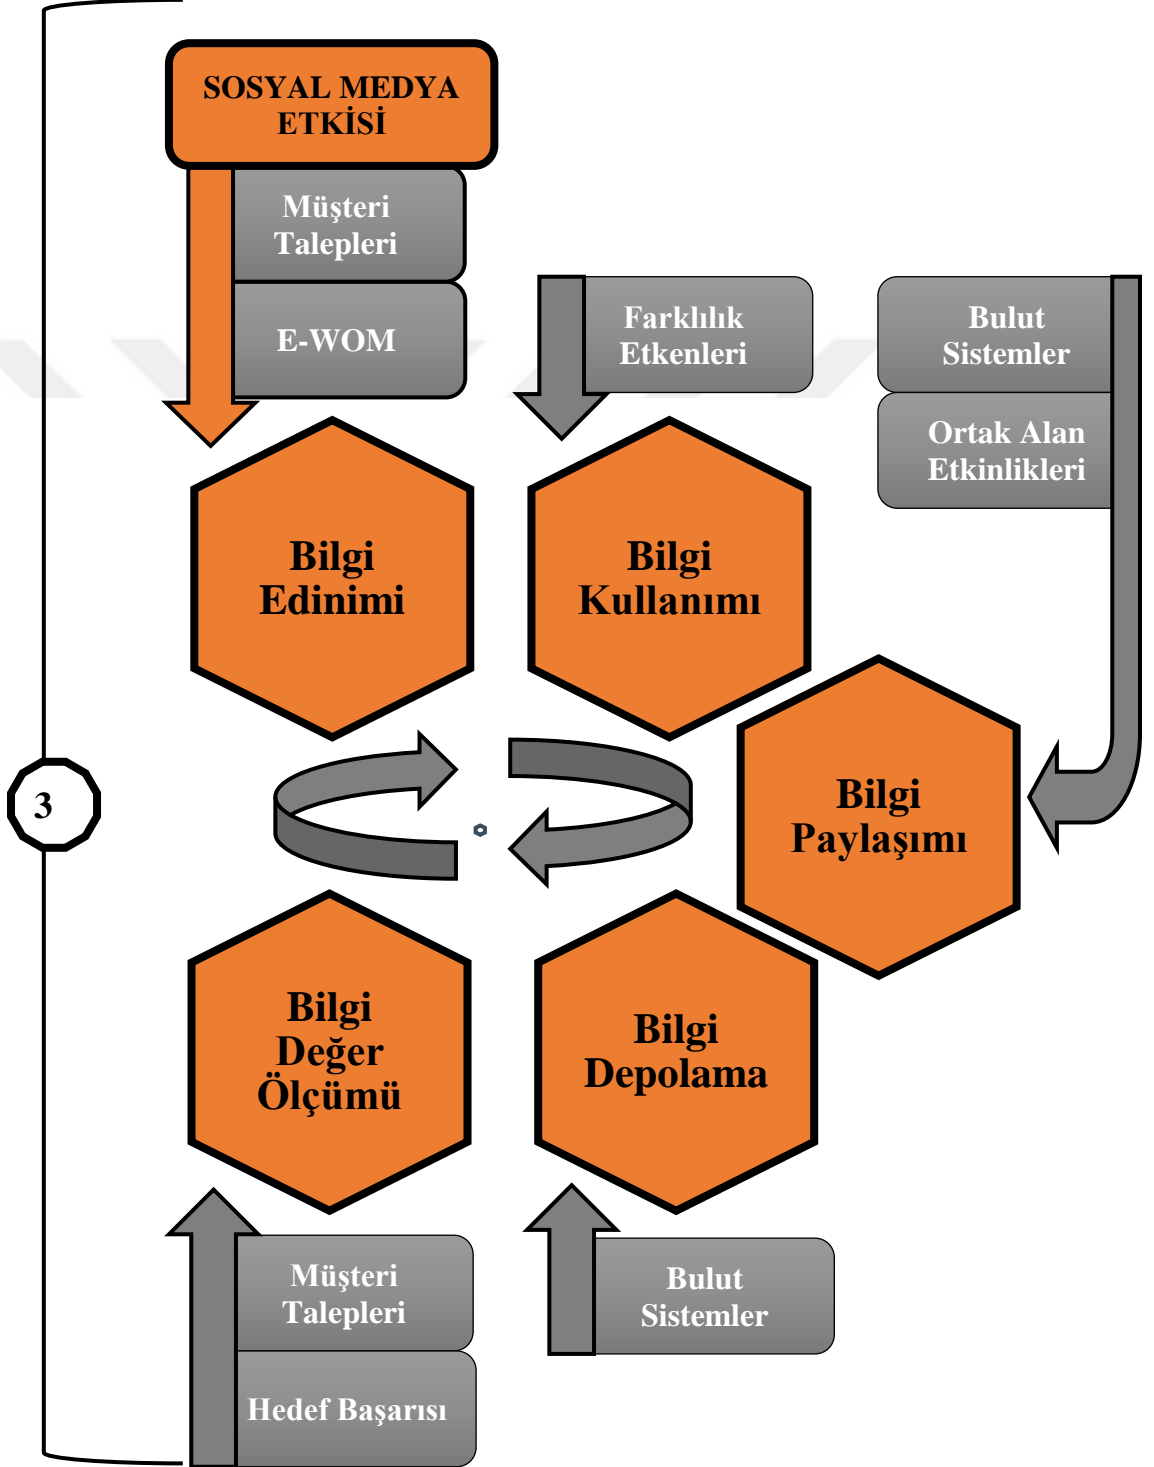 SOSYAL MEDYA
ETKİSİ
Müşteri
Talepleri
E-WOM
Farklılık
Etkenleri
Bulut
Sistemler
Ortak Alan
Etkinlikleri
Bilgi
Edinimi
Bilgi
Kullanımı
3
Bilgi
Paylaşımı
Bilgi
Değer
Ölçümü
Bilgi
Depolama
Müşteri
Talepleri
Hedef Başarısı
Bulut
Sistemler